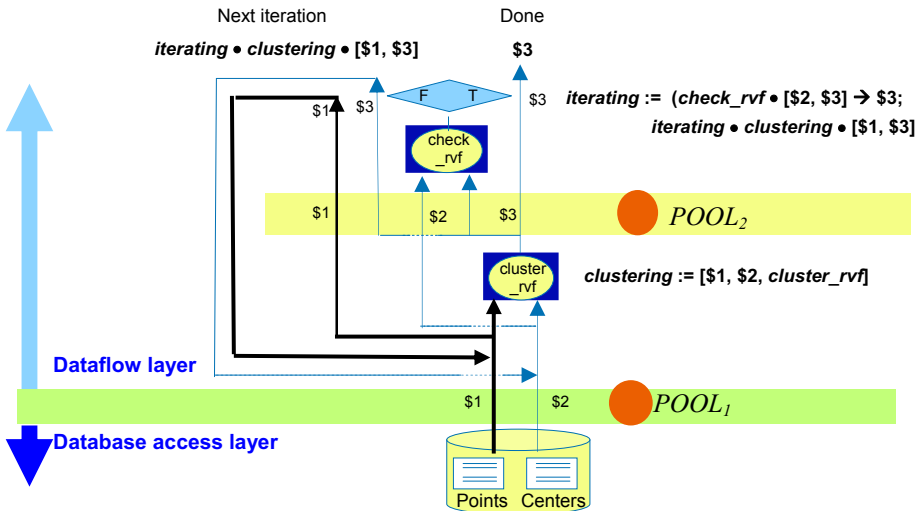 Next iteration
Done
iterating • clustering • [$1, $3]
$3
$1
$3
F
T
$3
iterating := (check_rvf • [$2, $3] → $3;
iterating • clustering • [$1, $3]
check
_rvf
$1
$2
$3
POOL2
cluster
_rvf
clustering := [$1, $2, cluster_rvf]
Dataflow layer
$1
$2
POOL1
Database access layer
Points
Centers